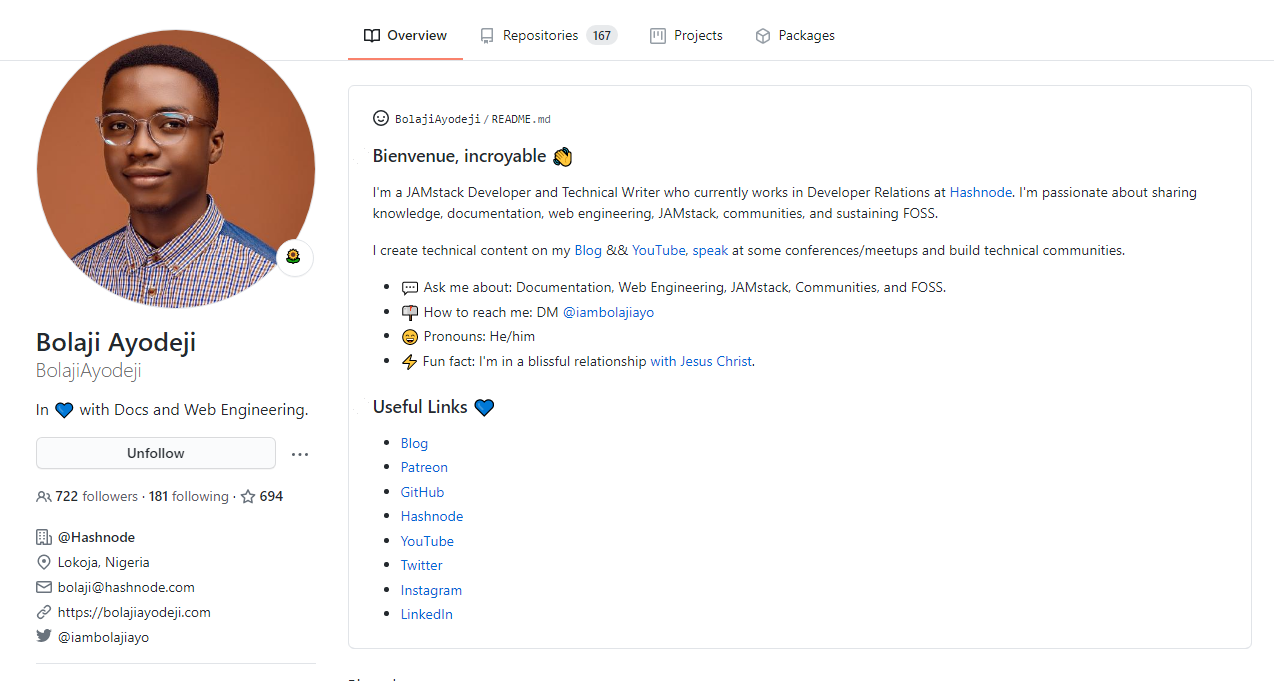 Overview
Repositories 167
Projects
Packages
BolajiAyodeji/README.md
Bienvenue, incroyable 👏
I'm a JAMstack Developer and Technical Writer who currently works in Developer Relations at Hashnode. I'm passionate about sharing
knowledge, documentation, web engineering, JAMstack, communities, and sustaining FOSS.
I create technical content on my Blog && YouTube, speak at some conferences/meetups and build technical communities.
• 💬 Ask me about: Documentation, Web Engineering, JAMstack, Communities, and FOSS.
• 📫 How to reach me: DM @iambolajiayo
• 😄 Pronouns: He/him
• ⚡ Fun fact: I'm in a blissful relationship with Jesus Christ.
Useful Links 💙
• Blog
• Patreon
• GitHub
• Hashnode
• YouTube
• Twitter
• Instagram
• LinkedIn
Bolaji Ayodeji
BolajiAyodeji
In 💙 with Docs and Web Engineering.
Unfollow
...
722 followers · 181 following · 694
@Hashnode
Lokoja, Nigeria
bolaji@hashnode.com
https://bolajiayodeji.com
@iambolajiayo